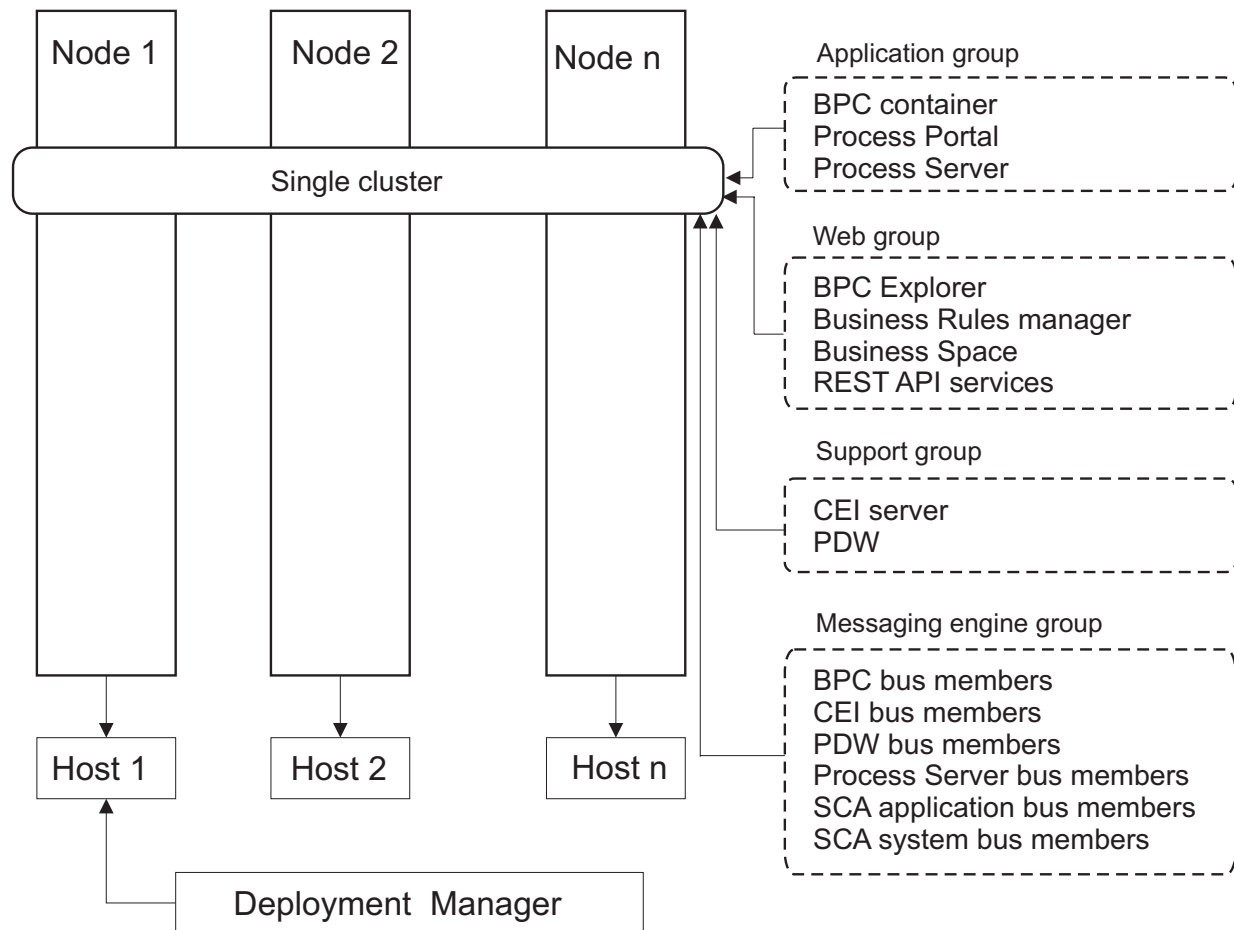 Node 1
Node 2
Node n
Single cluster
Host 1
Host 2
Host n
Deployment Manager
Application group
BPC container
Process Portal
Process Server
Web group
BPC Explorer
Business Rules manager
Business Space
REST API services
Support group
CEI server
PDW
Messaging engine group
BPC bus members
CEI bus members
PDW bus members
Process Server bus members
SCA application bus members
SCA system bus members